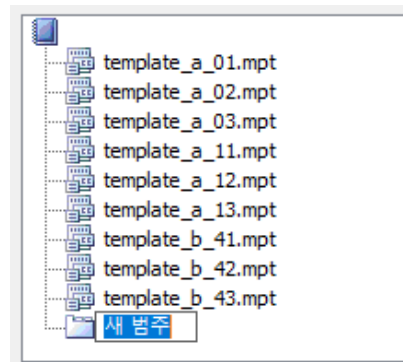 template_a_01.mpt
template_a_02.mpt
template_a_03.mpt
template_a_11.mpt
template_a_12.mpt
template_a_13.mpt
template_b_41.mpt
template_b_42.mpt
template_b_43.mpt
새 범주